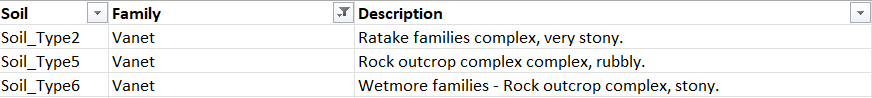 Soil Family Description
Soil_Type2 Vanet Ratake families complex, very stony.
Soil_Type5 Vanet Rock outcrop complex complex, rubbly.
Soil_Type6 Vanet Wetmore families - Rock outcrop complex, stony.